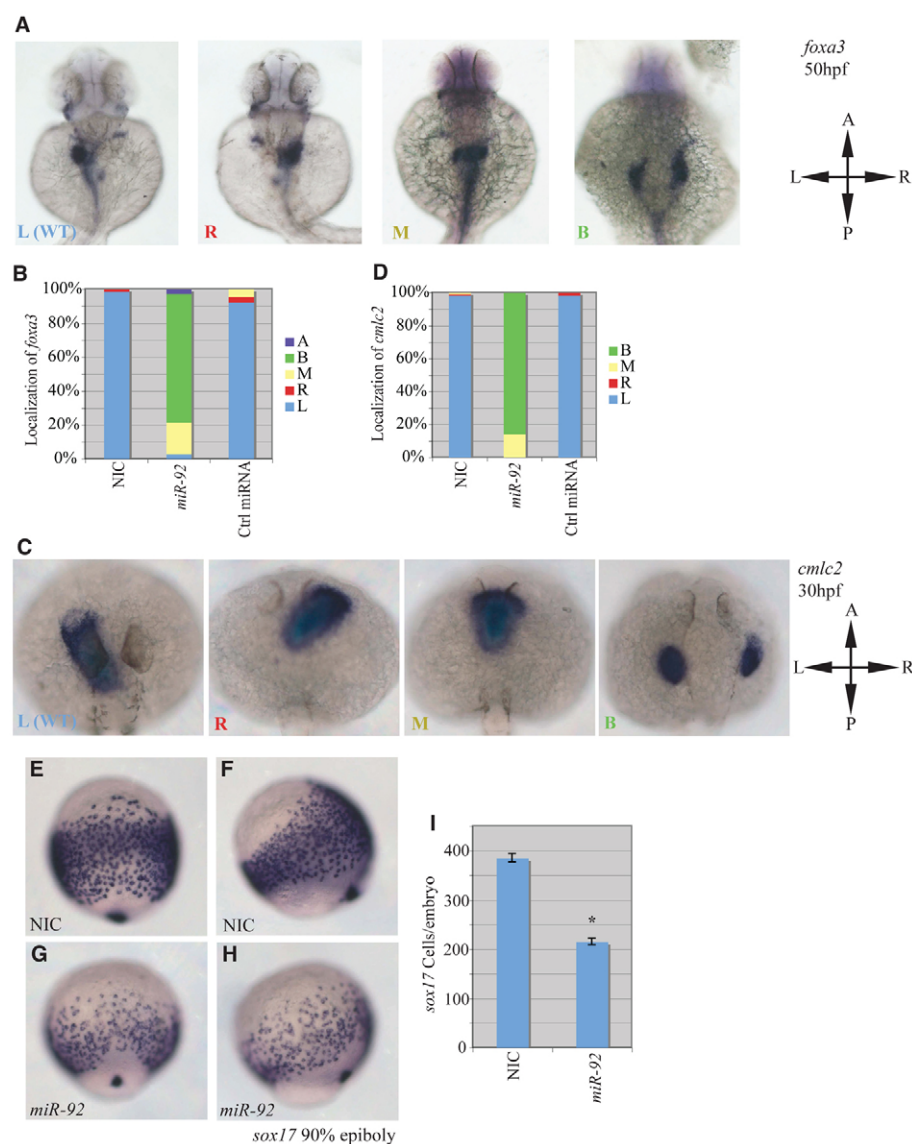 A
L (WT)
R
M
B
foxa3
50hpf
A
L
R
P
B
Localization of foxa3
100%
80%
60%
40%
20%
0%
NIC
miR-92
Ctrl miRNA
A
B
M
R
L
D
Localization of cmlc2
100%
80%
60%
40%
20%
0%
NIC
miR-92
Ctrl miRNA
B
M
R
L
C
L (WT)
R
M
B
cmlc2
30hpf
A
L
R
P
E
NIC
F
NIC
G
miR-92
H
miR-92
sox17 90% epiboly
I
sox17 Cells/embryo
400
300
200
100
0
*
NIC
miR-92